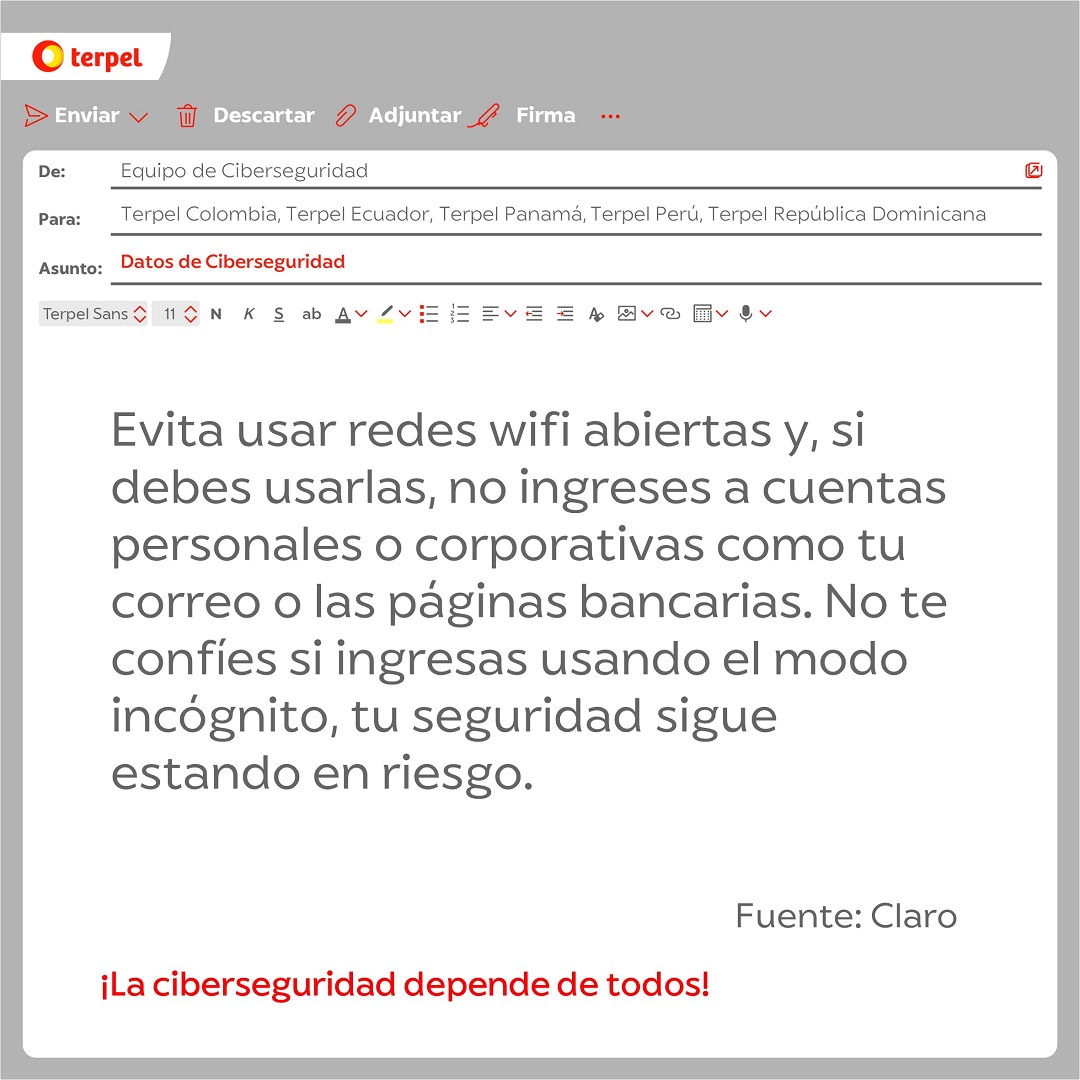 terpel
Enviar Descartar Adjuntar Firma ...
De: Equipo de Ciberseguridad
Para: Terpel Colombia, Terpel Ecuador, Terpel Panamá, Terpel Perú, Terpel República Dominicana
Asunto: Datos de Ciberseguridad
Terpel Sans 11 N K S ab A
Evita usar redes wifi abiertas y, si
debes usarlas, no ingreses a cuentas
personales o corporativas como tu
correo o las páginas bancarias. No te
confíes si ingresas usando el modo
incógnito, tu seguridad sigue
estando en riesgo.
Fuente: Claro
¡La ciberseguridad depende de todos!